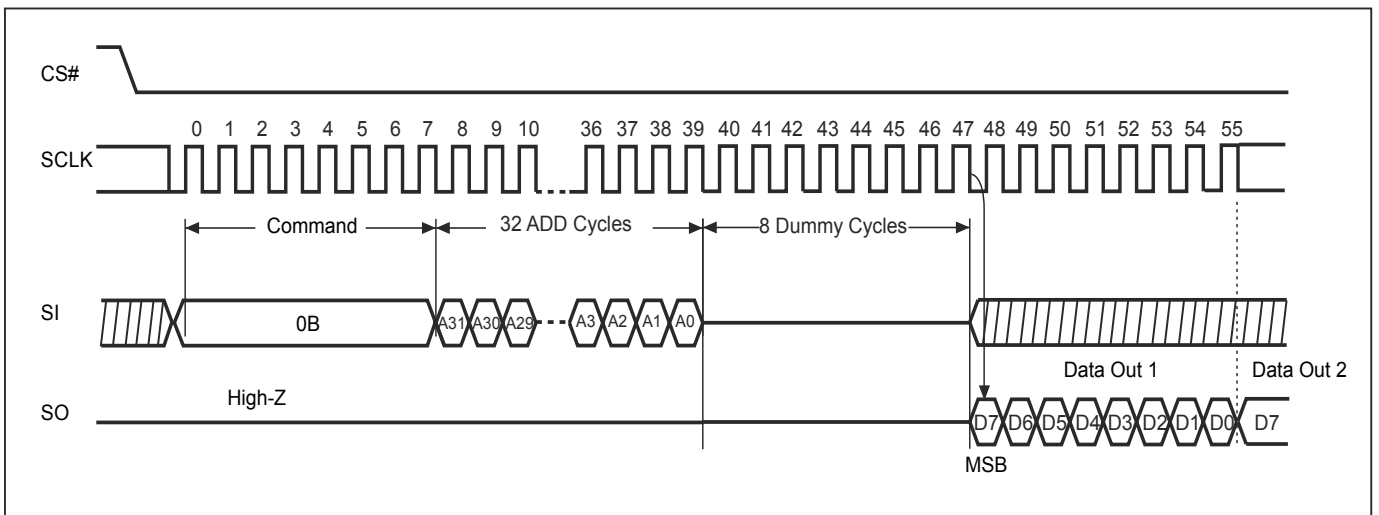 CS#
0 1 2 3 4 5 6 7 8 9 10 36 37 38 39 40 41 42 43 44 45 46 47 48 49 50 51 52 53 54 55
SCLK
Command 32 ADD Cycles 8 Dummy Cycles
SI 0B A31 A30 A29 A3 A2 A1 A0
Data Out 1 Data Out 2
High-Z
SO D7 D6 D5 D4 D3 D2 D1 D0 D7
MSB